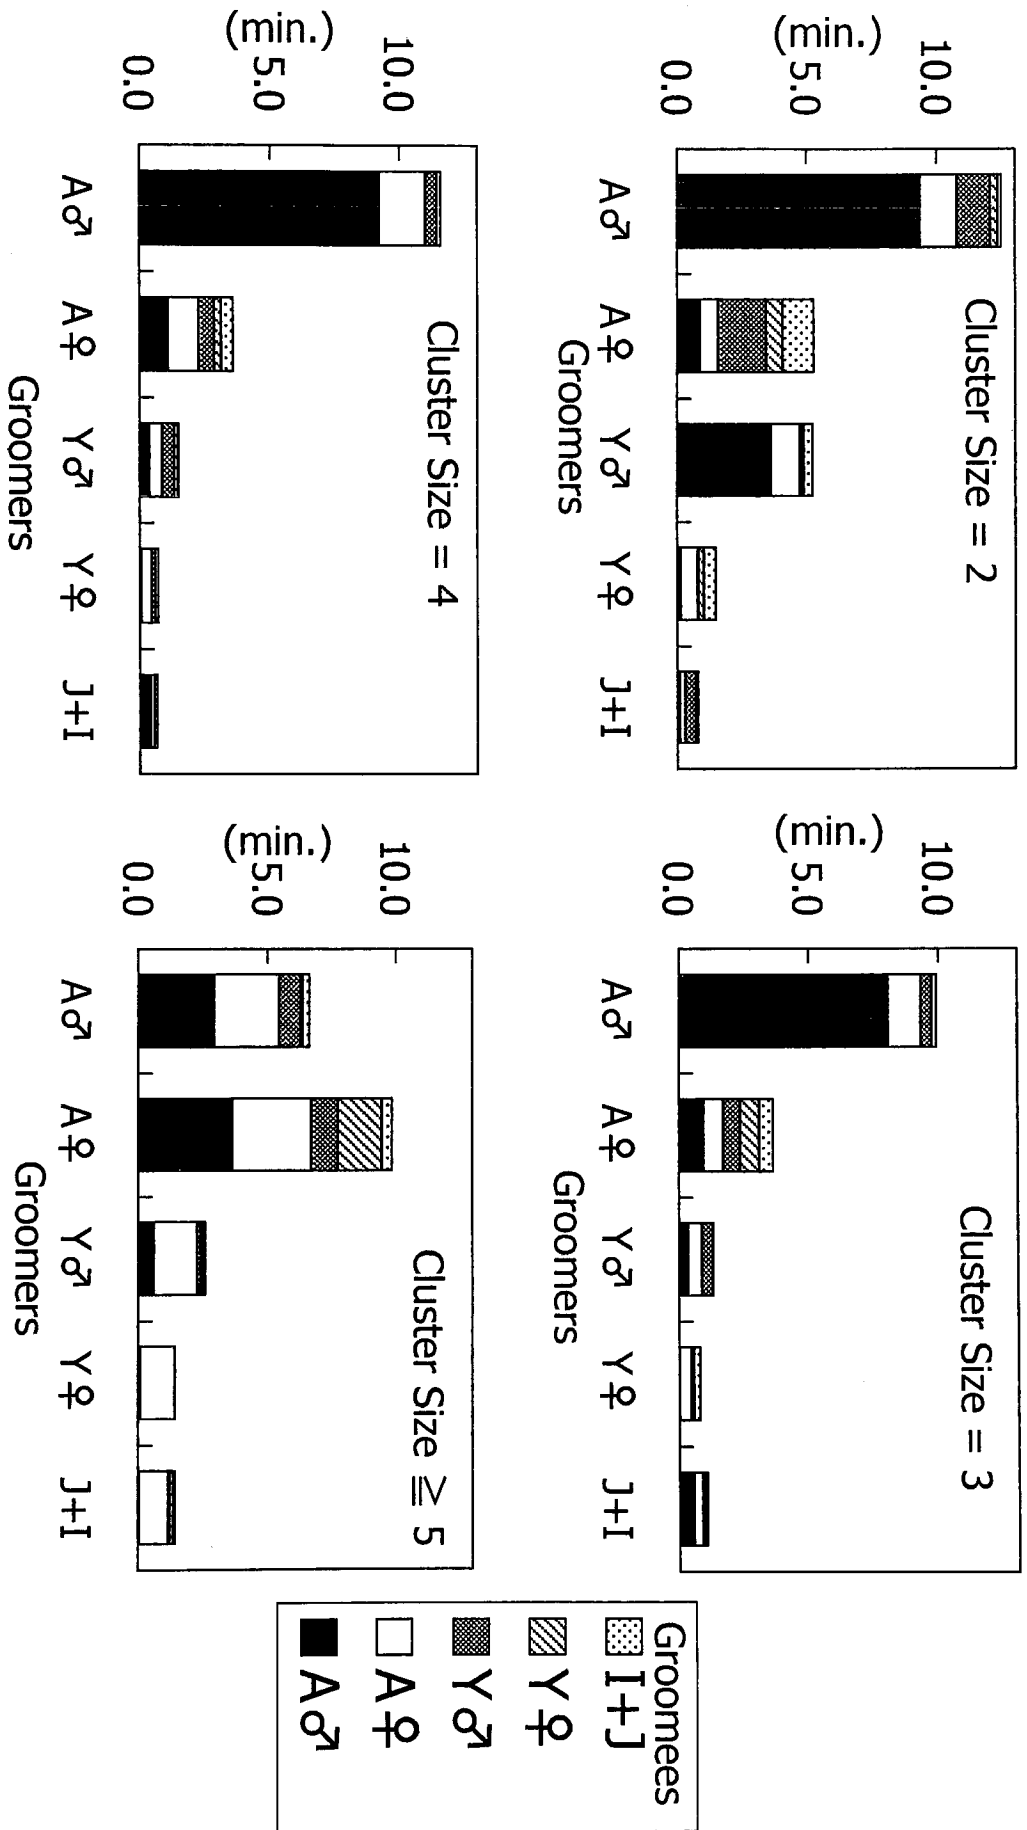 Cluster Size = 2
(min.)
10.0
5.0
0.0
A♂ A♀ Y♂ Y♀ J+I
Groomers
Cluster Size = 3
(min.)
10.0
5.0
0.0
A♂ A♀ Y♂ Y♀ J+I
Groomers
Cluster Size = 4
(min.)
10.0
5.0
0.0
A♂ A♀ Y♂ Y♀ J+I
Groomers
Cluster Size ≧ 5
(min.)
10.0
5.0
0.0
A♂ A♀ Y♂ Y♀ J+I
Groomers
Groomees
I+J
Y♀
Y♂
A♀
A♂